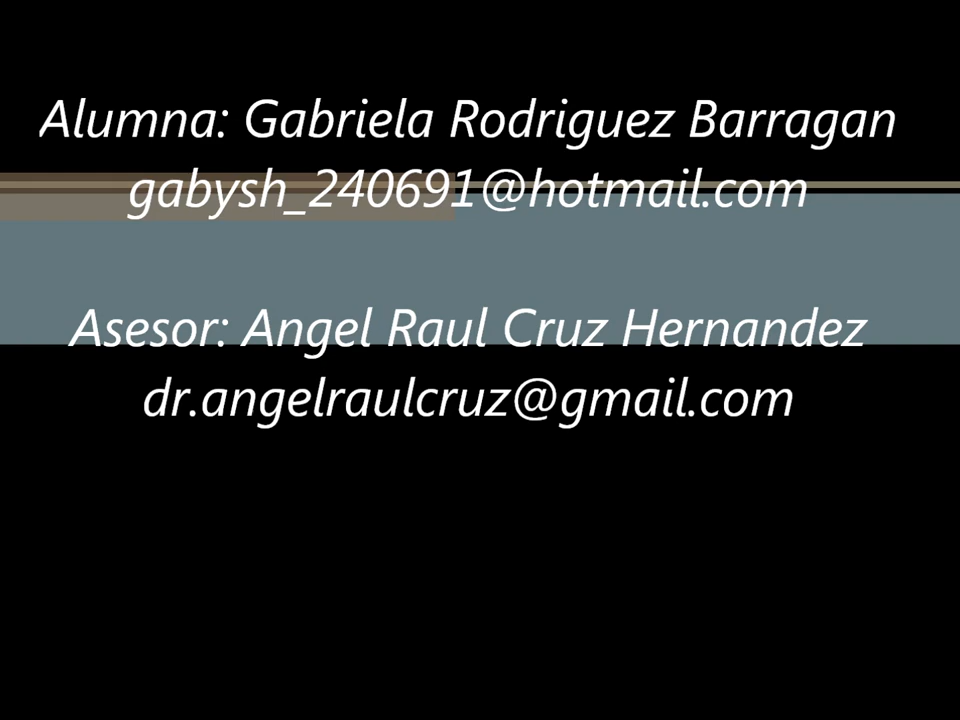 Alumna: Gabriela Rodriguez Barragan
gabysh_240691@hotmail.com
Asesor: Angel Raul Cruz Hernandez
dr.angelraulcruz@gmail.com